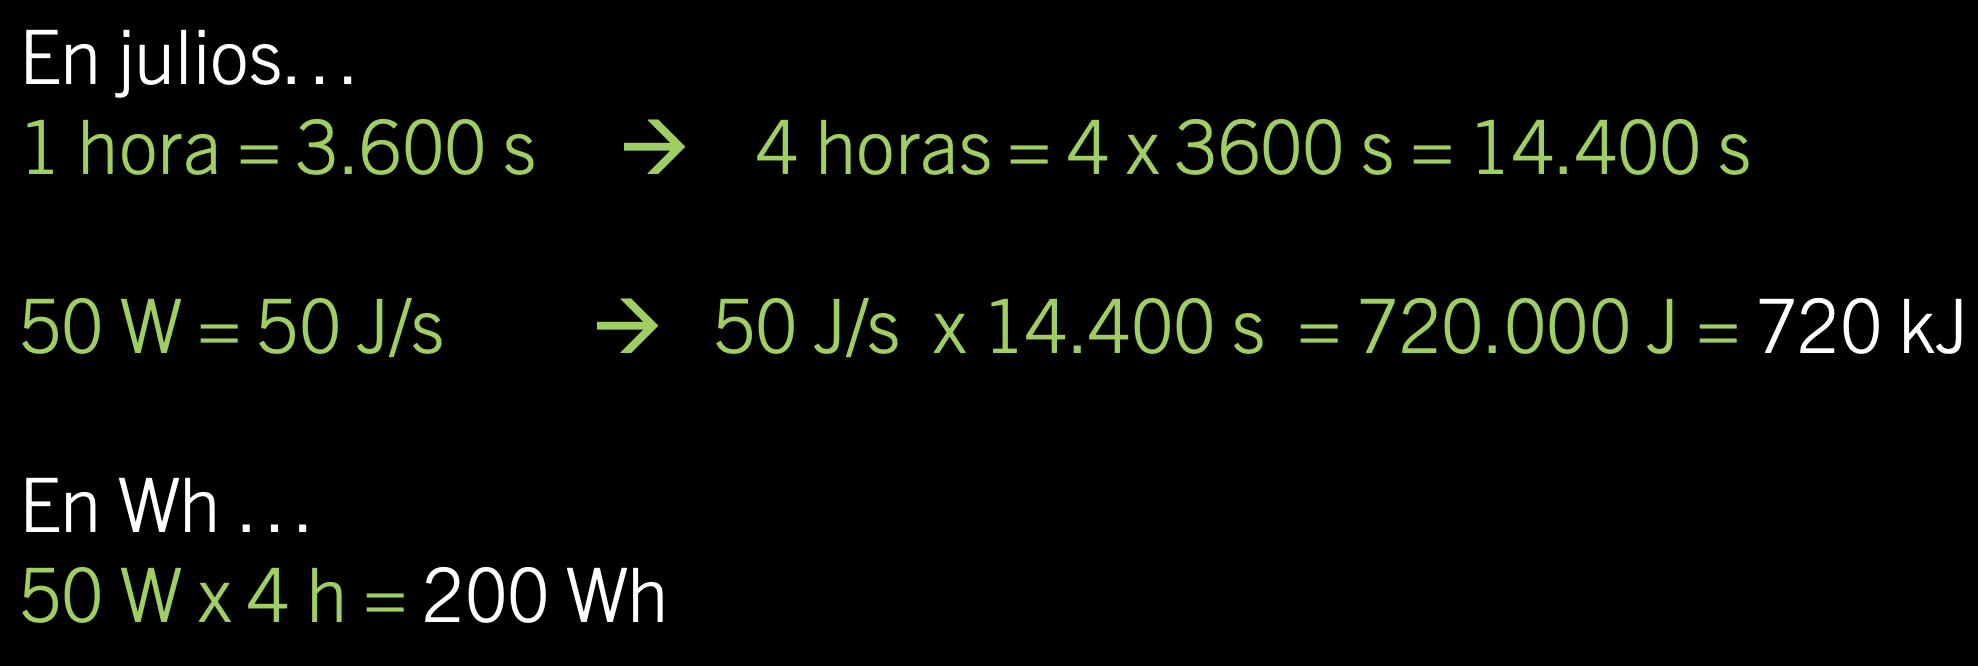 En julios...
1 hora = 3.600 s → 4 horas = 4 x 3600 s = 14.400 s
50 W = 50 J/s → 50 J/s x 14.400 s = 720.000 J = 720 kJ
En Wh ...
50 W x 4 h = 200 Wh